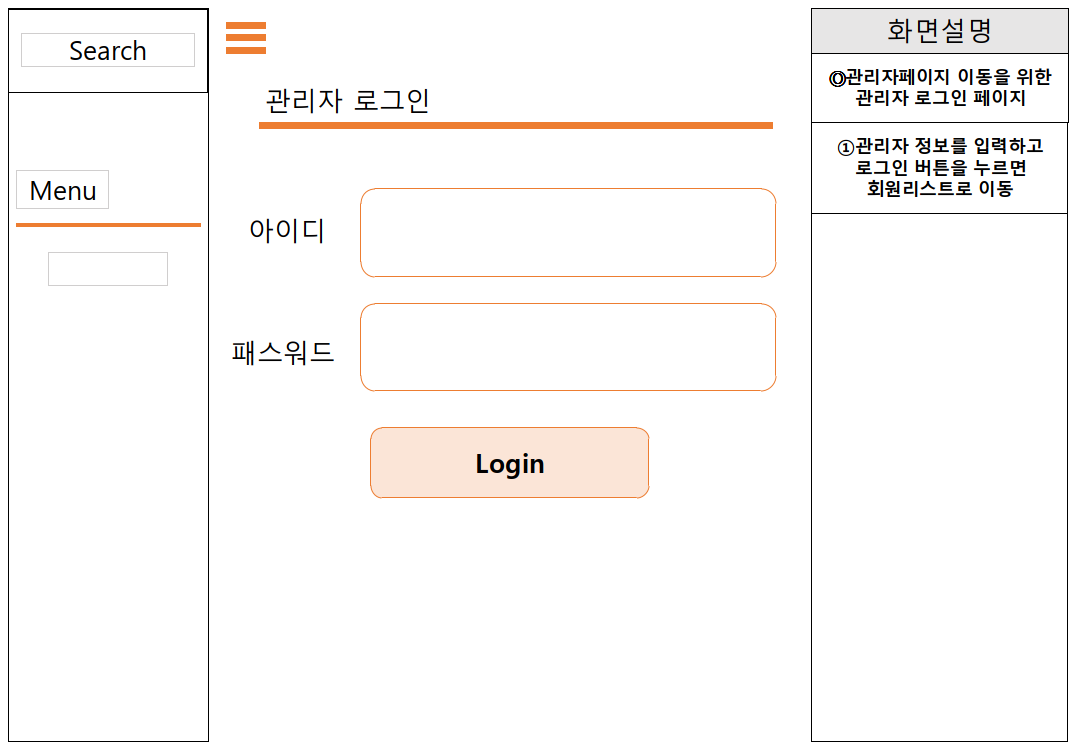 Search
Menu
관리자 로그인
아이디
패스워드
Login
화면설명
⓪관리자페이지 이동을 위한
관리자 로그인 페이지
①관리자 정보를 입력하고
로그인 버튼을 누르면
회원리스트로 이동